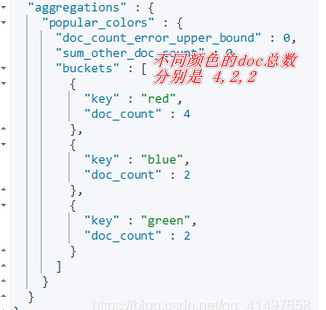 "aggregations" : {
"popular_colors" : {
"doc_count_error_upper_bound" : 0,
"sum_other_doc_count" : 0,
不同颜色的doc总数
分别是 4,2,2
"buckets" : [
{
"key" : "red",
"doc_count" : 4
},
{
"key" : "blue",
"doc_count" : 2
},
{
"key" : "green",
"doc_count" : 2
}
]
}
}
https://blog.csdn.net/qq_41497658